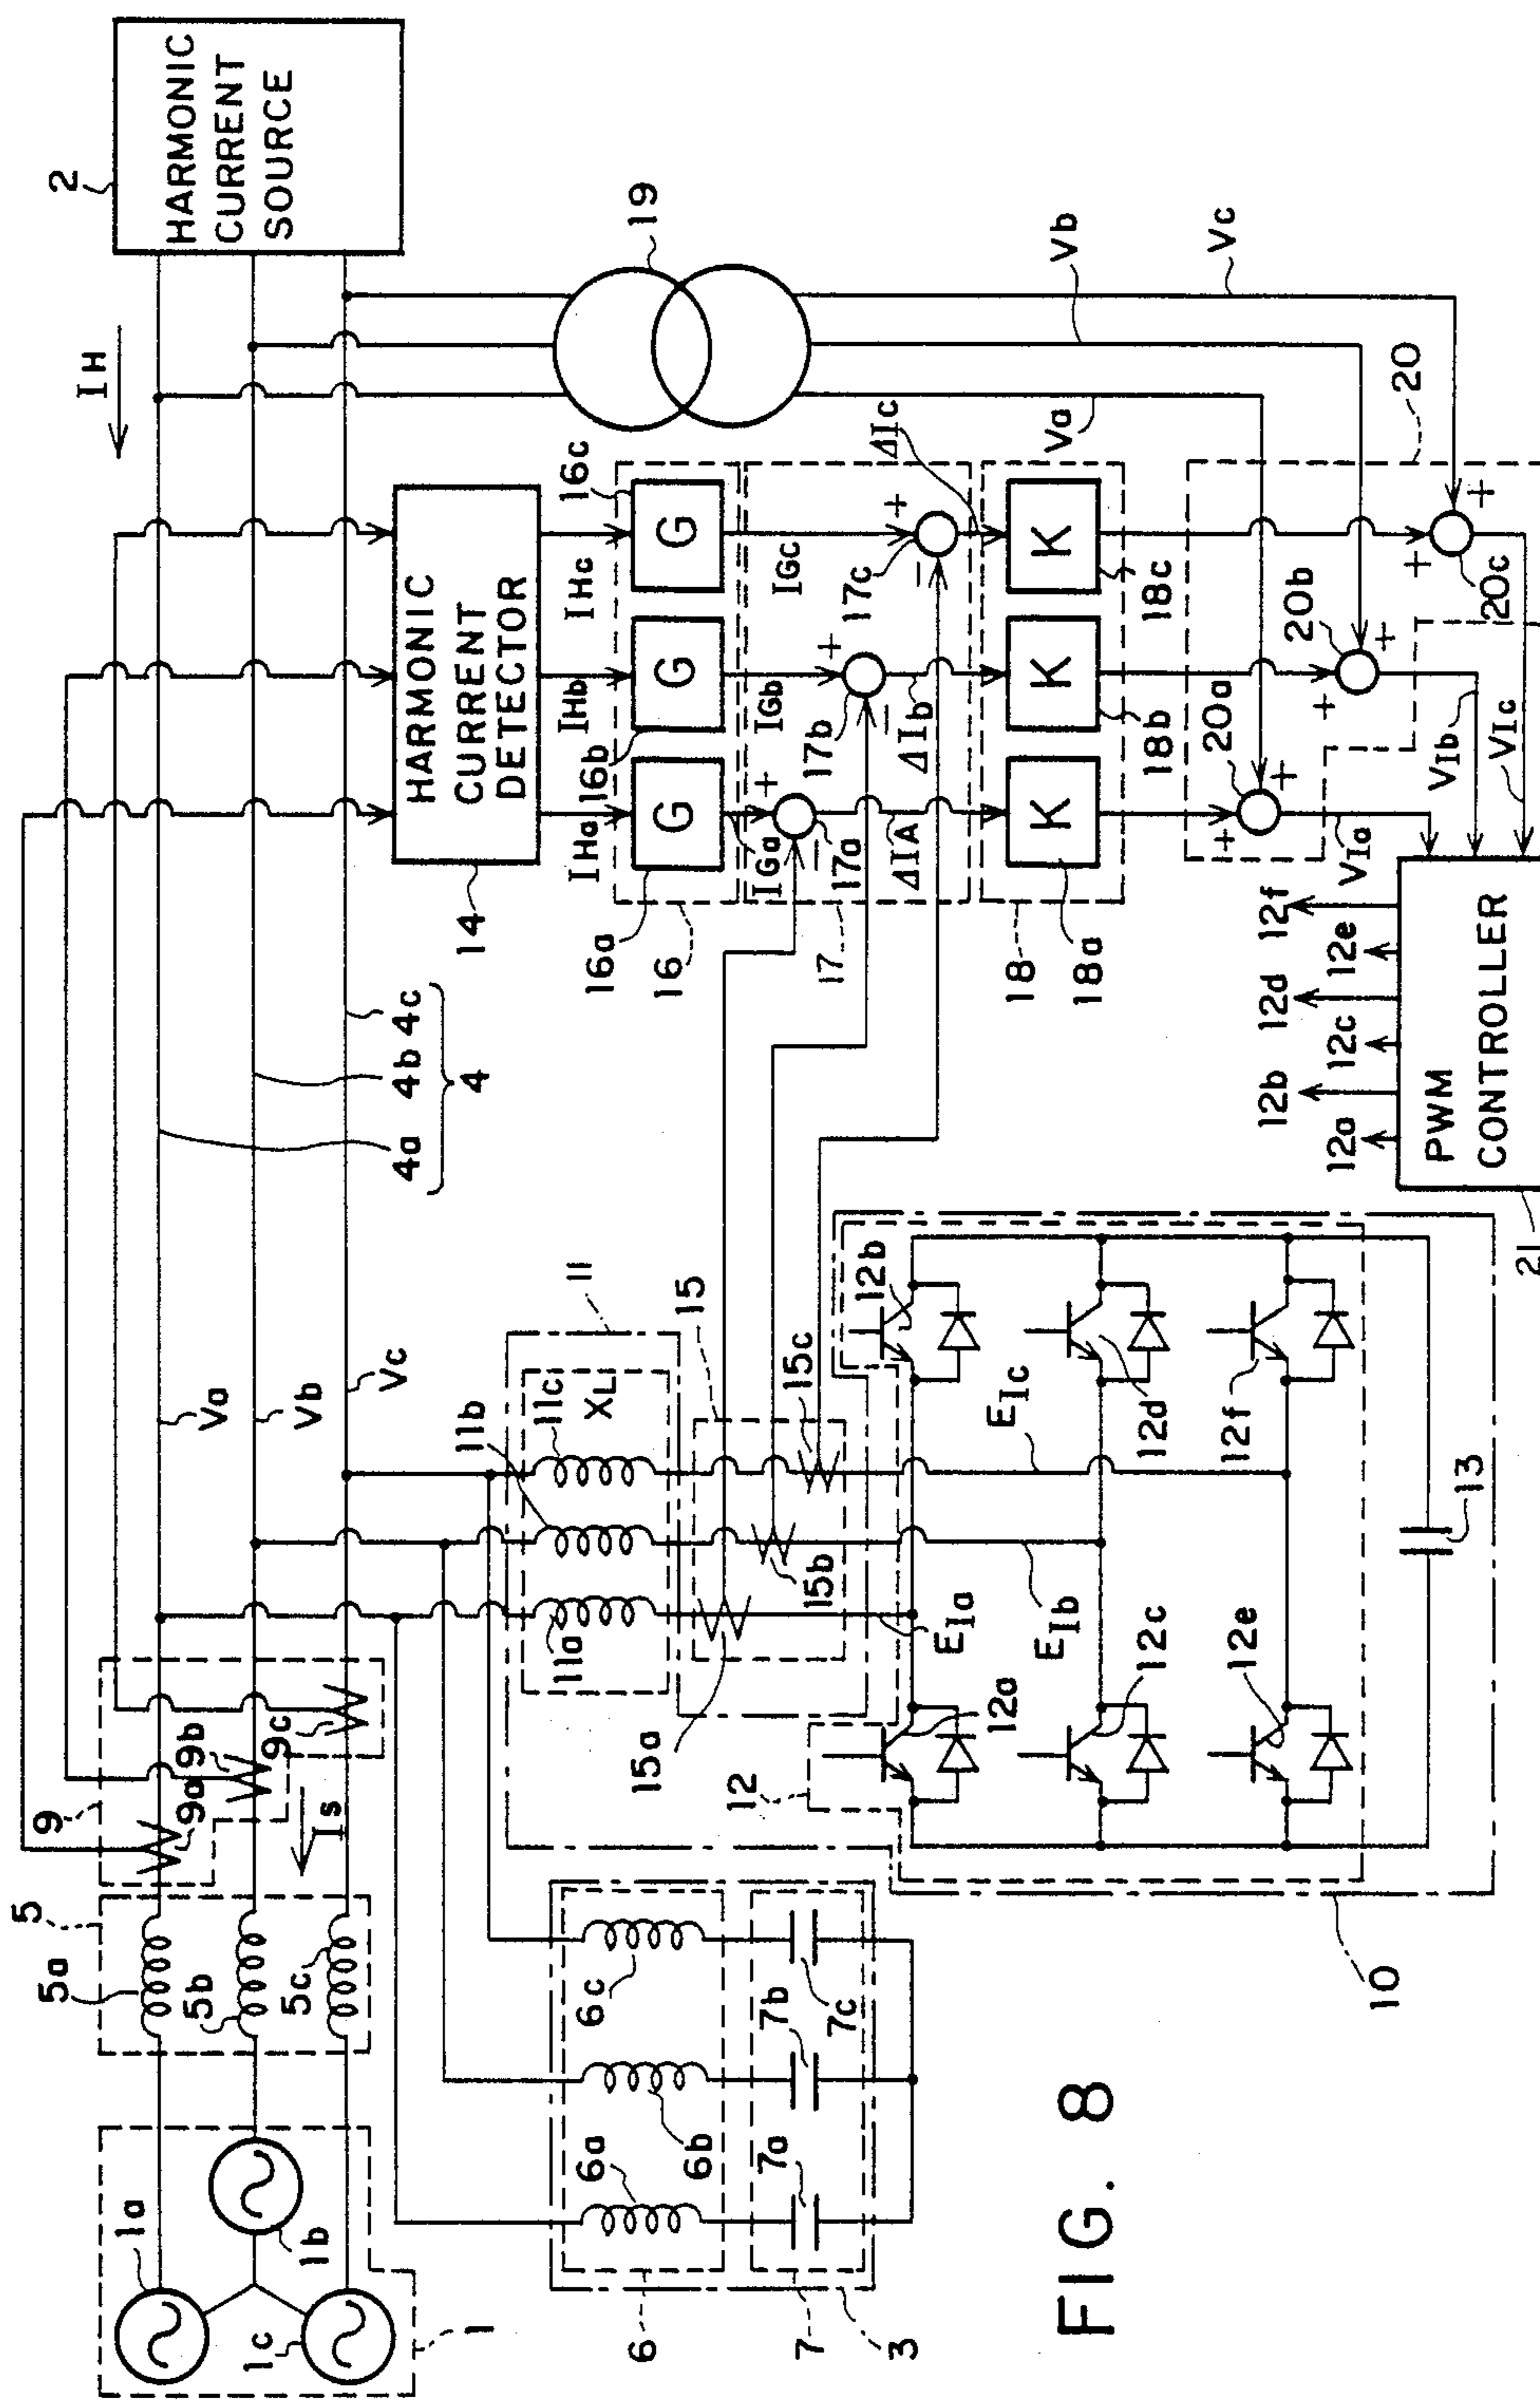 FIG. 8
1a
1b
1c
1
5
5a
5b
5c
9
9a
9b
9c
Is
Va
Vb
Vc
4a
4b
4c
4
IH
2
HARMONIC
CURRENT
SOURCE
6a
6b
6c
6
7a
7b
7c
7
3
11
11a
11b
11c
XL
15
15a
15b
15c
12
12a
12b
12c
12d
12e
12f
EIa
EIb
EIc
13
10
14
HARMONIC
CURRENT
DETECTOR
IHa
IHb
IHc
16a
16b
16c
16
G
G
G
IGa
IGb
IGc
+
+
+
−
−
−
17a
17b
17c
17
ΔIA
ΔIb
ΔIc
18
18a
18b
18c
K
K
K
19
Va
Vb
Vc
20
20a
20b
20c
+
+
+
+
+
+
VIa
VIb
VIc
12a
12b
12c
12d
12e
12f
PWM
CONTROLLER
21